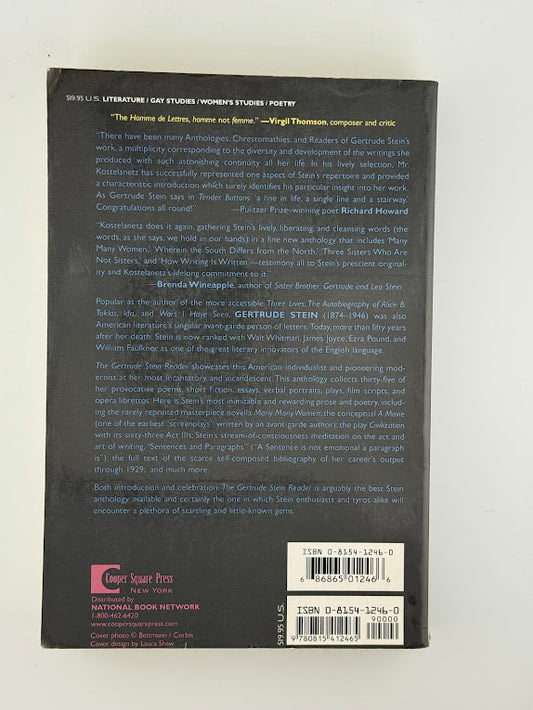 $19.95 U.S. LITERATURE / GAY STUDIES / WOMEN'S STUDIES / POETRY
"The Homme de Lettres, homme not femme." —Virgil Thomson, composer and critic
"There have been many Anthologies, Chrestomathies, and Readers of Gertrude Stein's
work, a multiplicity corresponding to the diversity and development of the writings she
produced with such astonishing continuity all her life. In his lively selection, Mr.
Kostelanetz has successfully represented one aspect of Stein's repertoire and provided
a characteristic introduction which surely identifies his particular insight into her work.
As Gertrude Stein says in Tender Buttons: 'a line in life, a single line and a stairway.'
Congratulations all round!" —Pulitzer Prize–winning poet Richard Howard
"Kostelanetz does it again, gathering Stein's lively, liberating, and cleansing words (the
words, as she says, we hold in our hands) in a fine new anthology that includes 'Many
Many Women,' 'Wherein the South Differs from the North,' 'Three Sisters Who Are
Not Sisters,' and 'How Writing Is Written'—testimony all to Stein's prescient original-
ity and Kostelanetz's lifelong commitment to it."
—Brenda Wineapple, author of Sister Brother: Gertrude and Leo Stein
Popular as the author of the more accessible Three Lives, The Autobiography of Alice B.
Toklas, Ida, and Wars I Have Seen, GERTRUDE STEIN (1874–1946) was also
American literature's singular avant-garde person of letters. Today, more than fifty years
after her death, Stein is now ranked with Walt Whitman, James Joyce, Ezra Pound, and
William Faulkner as one of the great literary innovators of the English language.
The Gertrude Stein Reader showcases this American individualist and pioneering mod-
ernist at her most incantatory and incandescent. This anthology collects thirty-five of
her provocative poems, short fiction, essays, verbal portraits, plays, film scripts, and
opera librettos. Here is Stein's most inimitable and rewarding prose and poetry, includ-
ing the rarely reprinted masterpiece novella Many Many Women; the conceptual A Movie
(one of the earliest "screenplays" written by an avant-garde author); the play Civilization
with its sixty-three Act IIIs; Stein's stream-of-consciousness meditation on the act and
art of writing, "Sentences and Paragraphs" ("A Sentence is not emotional a paragraph
is"); the full text of the scarce self-composed bibliography of her career's output
through 1929; and much more.
Both introduction and celebration, The Gertrude Stein Reader is arguably the best Stein
anthology available and certainly the one in which Stein enthusiasts and tyros alike will
encounter a plethora of startling and little-known gems.
Cooper Square Press
NEW YORK
Distributed by
NATIONAL BOOK NETWORK
1-800-462-6420
www.coopersquarepress.com
Cover photo © Bettmann / Corbis
Cover design by Laura Shaw
ISBN 0-8154-1246-0
6 86865 01246 6
ISBN 0-8154-1246-0
90000
9 780815 412465
$19.95 U.S.